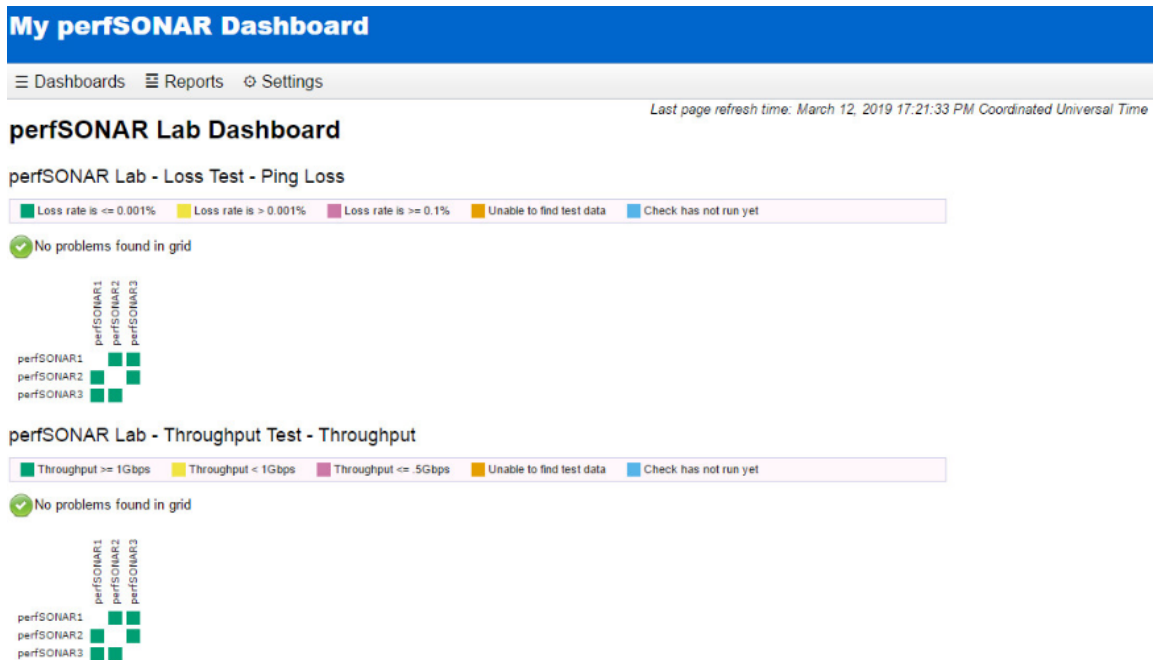 My perfSONAR Dashboard
☰ Dashboards Reports ⚙ Settings
Last page refresh time: March 12, 2019 17:21:33 PM Coordinated Universal Time
perfSONAR Lab Dashboard
perfSONAR Lab - Loss Test - Ping Loss
Loss rate is <= 0.001% Loss rate is > 0.001% Loss rate is >= 0.1% Unable to find test data Check has not run yet
No problems found in grid
perfSONAR1
perfSONAR2
perfSONAR3
perfSONAR1
perfSONAR2
perfSONAR3
perfSONAR Lab - Throughput Test - Throughput
Throughput >= 1Gbps Throughput < 1Gbps Throughput <= .5Gbps Unable to find test data Check has not run yet
No problems found in grid
perfSONAR1
perfSONAR2
perfSONAR3
perfSONAR1
perfSONAR2
perfSONAR3